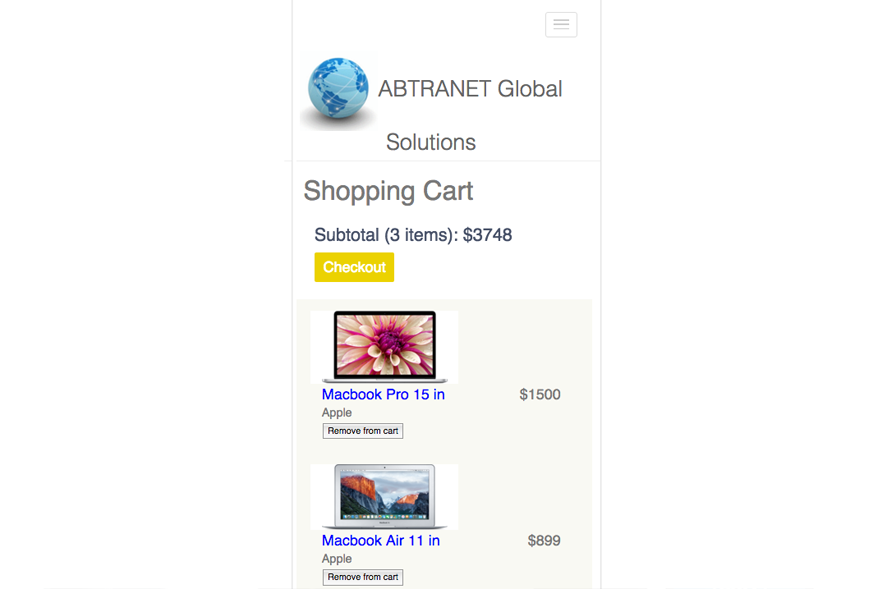 ABTRANET Global
Solutions
Shopping Cart
Subtotal (3 items): $3748
Checkout
Macbook Pro 15 in $1500
Apple
Remove from cart
Macbook Air 11 in $899
Apple
Remove from cart